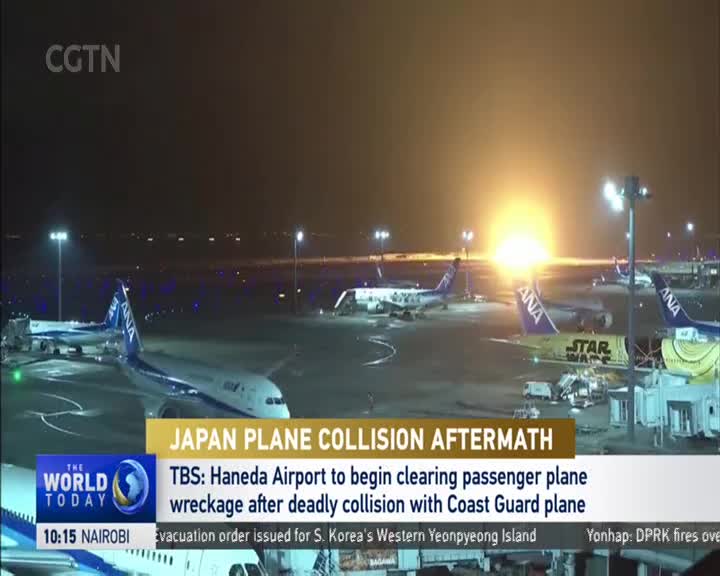 CGTN
ANA
ANA
STAR
WARS
JAPAN PLANE COLLISION AFTERMATH
THE
WORLD
TODAY
TBS: Haneda Airport to begin clearing passenger plane
wreckage after deadly collision with Coast Guard plane
10:15 NAIROBI
Evacuation order issued for S. Korea's Western Yeonpyeong Island
Yonhap: DPRK fires ove